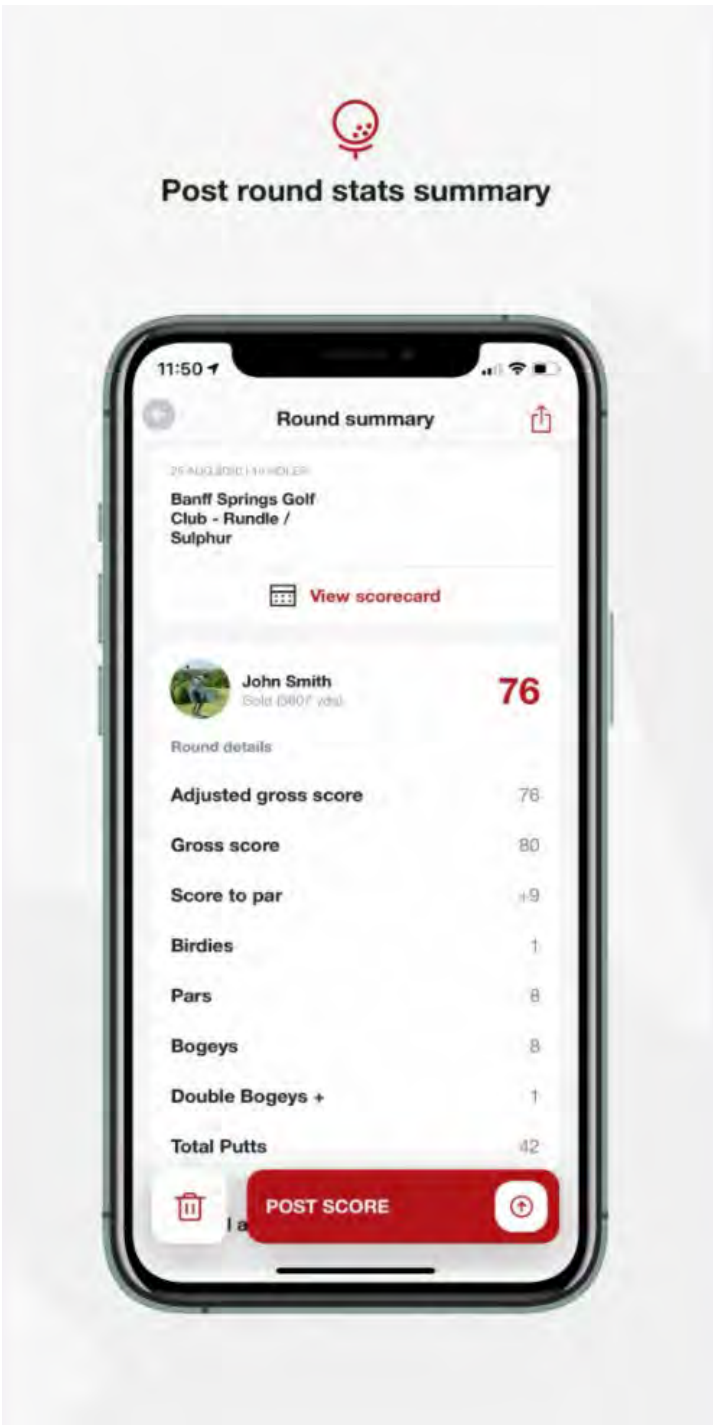 Post round stats summary
11:50
Round summary
Banff Springs Golf
Club - Rundle /
Sulphur
View scorecard
John Smith
76
Gold
Round details
Adjusted gross score 76
Gross score 80
Score to par +9
Birdies 1
Pars 8
Bogeys 8
Double Bogeys + 1
Total Putts 42
POST SCORE